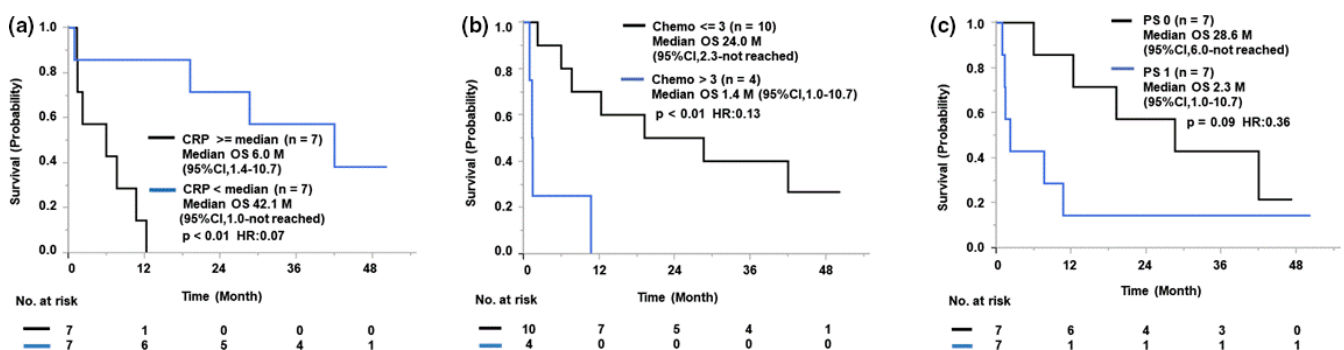 (a)
1.0
0.8
0.6
0.4
0.2
0.0
Survival (Probability)
CRP >= median (n = 7)
Median OS 6.0 M
(95%CI,1.4-10.7)
CRP < median (n = 7)
Median OS 42.1 M
(95%CI,1.0-not reached)
p < 0.01 HR:0.07
0 12 24 36 48
Time (Month)
No. at risk
7 1 0 0 0
7 6 5 4 1
(b)
1.0
0.8
0.6
0.4
0.2
0.0
Survival (Probability)
Chemo <= 3 (n = 10)
Median OS 24.0 M
(95%CI,2.3-not reached)
Chemo > 3 (n = 4)
Median OS 1.4 M (95%CI,1.0-10.7)
p < 0.01 HR:0.13
0 12 24 36 48
Time (Month)
No. at risk
10 7 5 4 1
4 0 0 0 0
(c)
1.0
0.8
0.6
0.4
0.2
0.0
Survival (Probability)
PS 0 (n = 7)
Median OS 28.6 M
(95%CI,6.0-not reached)
PS 1 (n = 7)
Median OS 2.3 M
(95%CI,1.0-10.7)
p = 0.09 HR:0.36
0 12 24 36 48
Time (Month)
No. at risk
7 6 4 3 0
7 1 1 1 1